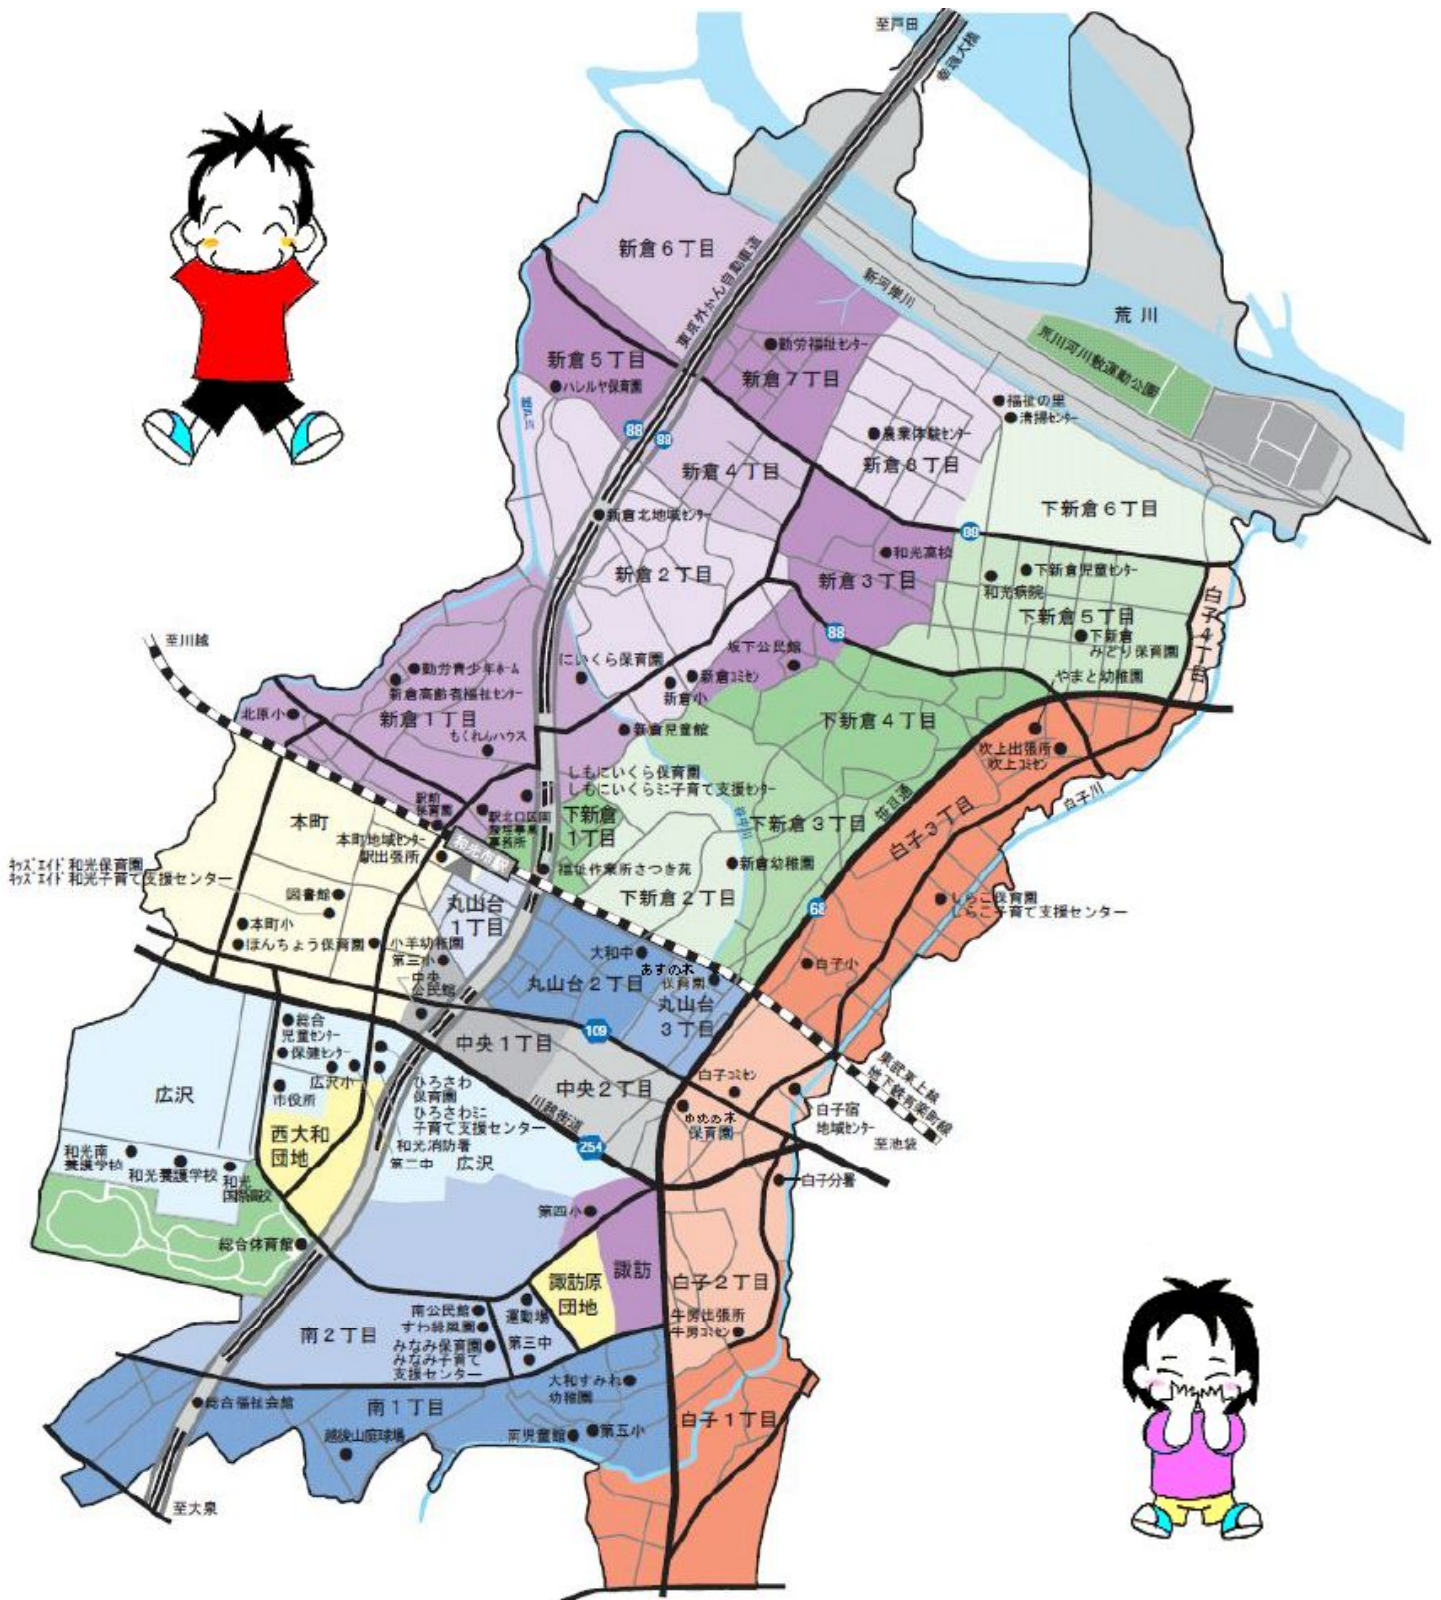 至戸田
幸魂大橋
新倉６丁目
東京外かん自動車道
新河岸川
荒川
荒川河川敷運動公園
新倉５丁目
ハレルヤ保育園
勤労福祉センター
新倉７丁目
福祉の里
清掃センター
農業体験センター
新倉８丁目
88
88
新倉４丁目
新倉北地域センター
下新倉６丁目
88
和光高校
新倉３丁目
新倉２丁目
下新倉児童センター
和光病院
下新倉５丁目
下新倉
みどり保育園
白子４丁目
やまと幼稚園
至川越
88
坂下公民館
にいくら保育園
新倉コミセン
新倉小
勤労青少年ホーム
新倉高齢者福祉センター
新倉１丁目
もくれんハウス
北原小
新倉児童館
下新倉４丁目
吹上出張所
吹上コミセン
しもにいくら保育園
しもにいくらミニ子育て支援センター
駅前
保育園
下新倉
１丁目
谷中川
下新倉３丁目
笹目通
白子３丁目
白子川
本町
本町地域センター
駅出張所
和光市駅
キッズエイド和光保育園
キッズエイド和光子育て支援センター
福祉作業所さつき苑
新倉幼稚園
下新倉２丁目
図書館
丸山台
１丁目
68
しらこ保育園
しらこ子育て支援センター
本町小
ほんちょう保育園
小羊幼稚園
第三小
中央
公民館
大和中
あすの木
保育園
白子小
丸山台２丁目
丸山台
３丁目
総合
児童センター
保健センター
109
中央１丁目
中央２丁目
東武東上線
地下鉄有楽町線
至池袋
広沢
広沢小
市役所
ひろさわ
保育園
ひろさわミニ
子育て支援センター
和光消防署
第二中
広沢
川越街道
254
白子コミセン
ゆめの木
保育園
白子宿
地域センター
西大和
団地
和光南
養護学校
和光養護学校
和光
国際高校
白子分署
第四小
総合体育館
諏訪
諏訪原
団地
白子２丁目
牛房出張所
牛房コミセン
南２丁目
南公民館
すわ緑風園
みなみ保育園
みなみ子育て
支援センター
運動場
第三中
大和すみれ
幼稚園
総合福祉会館
南１丁目
越後山庭球場
南児童館
第五小
白子１丁目
至大泉